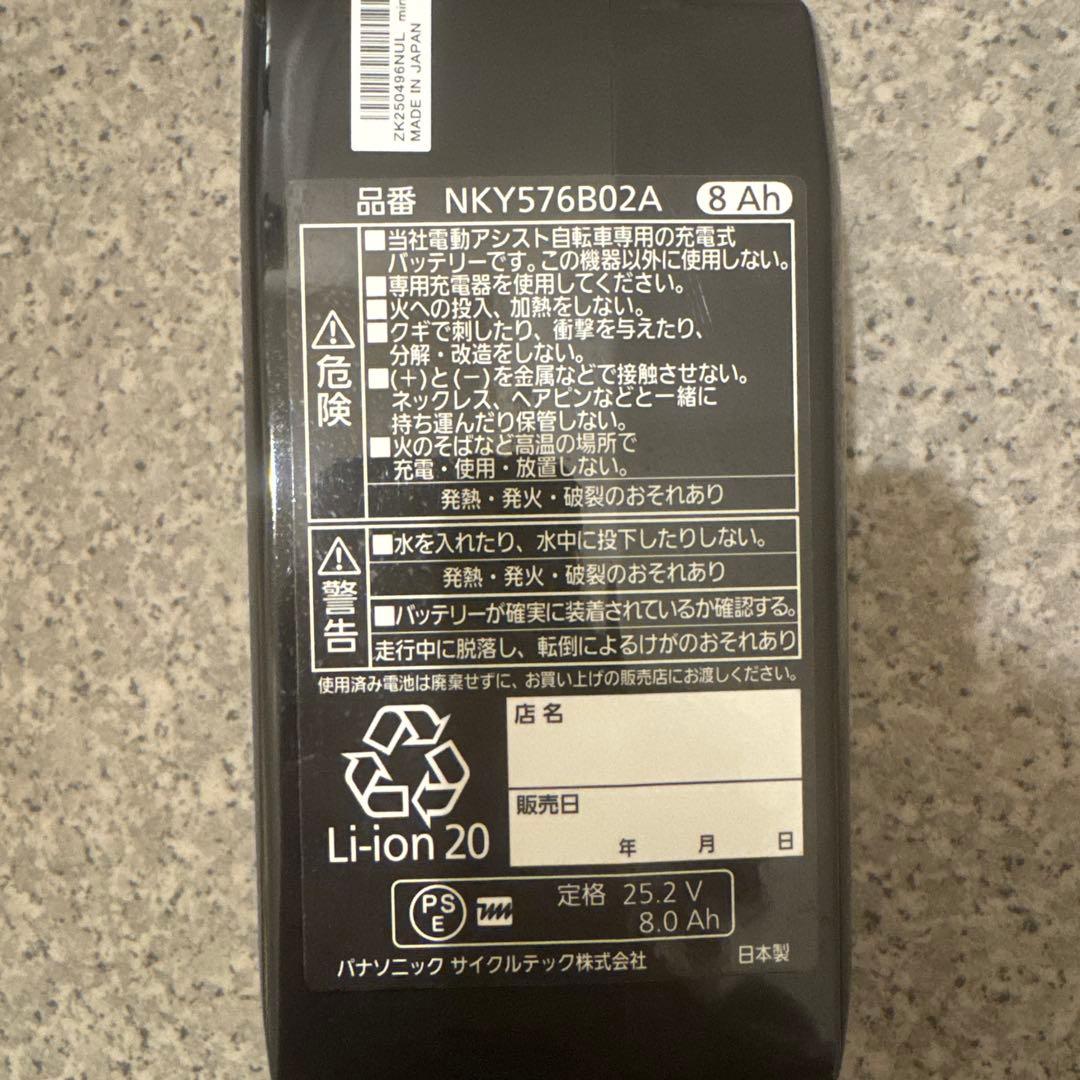 ZK250496NUL
MADE IN JAPAN
品番 NKY576B02A 8 Ah
危険
■当社電動アシスト自転車専用の充電式
バッテリーです。この機器以外に使用しない。
■専用充電器を使用してください。
■火への投入、加熱をしない。
■クギで刺したり、衝撃を与えたり、
分解・改造をしない。
■(+)と(−)を金属などで接触させない。
ネックレス、ヘアピンなどと一緒に
持ち運んだり保管しない。
■火のそばなど高温の場所で
充電・使用・放置しない。
発熱・発火・破裂のおそれあり
警告
■水を入れたり、水中に投下したりしない。
発熱・発火・破裂のおそれあり
■バッテリーが確実に装着されているか確認する。
走行中に脱落し、転倒によるけがのおそれあり
使用済み電池は廃棄せずに、お買い上げの販売店にお渡しください。
店名
販売日
年 月 日
Li-ion 20
PSE
定格 25.2 V
8.0 Ah
パナソニック サイクルテック株式会社
日本製